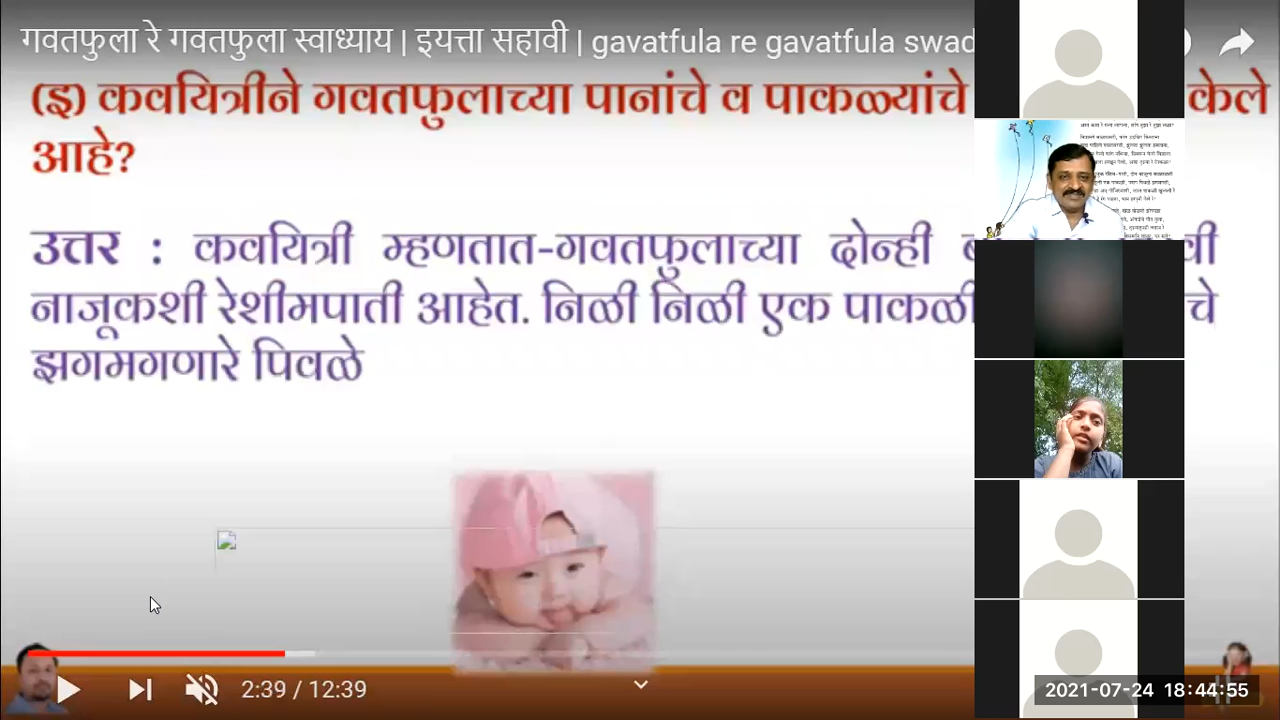 गवतफुला रे गवतफुला स्वाध्याय | इयत्ता सहावी | gavatfula re gavatfula swad
(इ) कवयित्रीने गवतफुलाच्या पानांचे व पाकळ्यांचे केले
आहे?
उत्तर : कवयित्री म्हणतात-गवतफुलाच्या दोन्ही
नाजूकशी रेशीमपाती आहेत. निळी निळी एक पाकळी चे
झगमगणारे पिवळे
2:39 / 12:39
2021-07-24 18:44:55